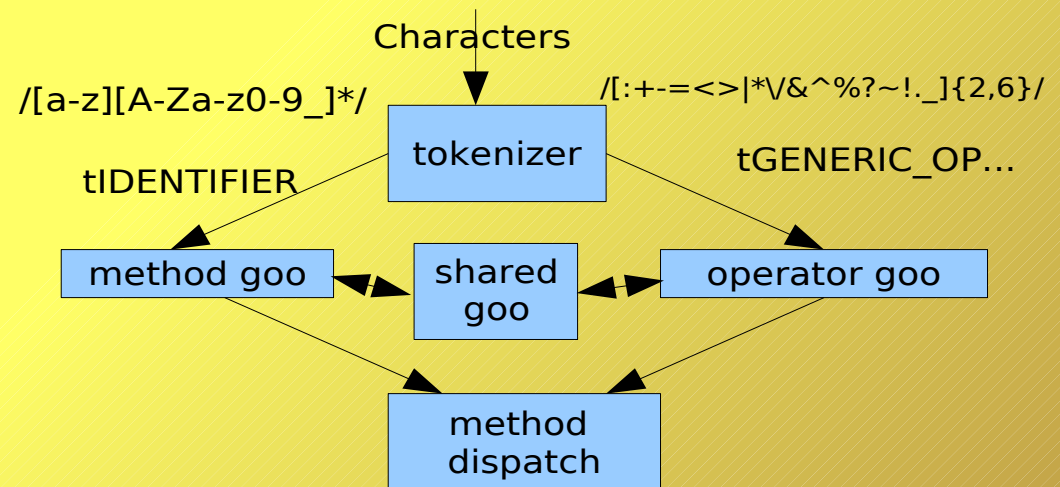 Characters
/[a-z][A-Za-z0-9_]*/
/[:+-=<>|*\/&^%?~!._]{2,6}/
tokenizer
tIDENTIFIER
tGENERIC_OP...
method goo
shared
goo
operator goo
method
dispatch